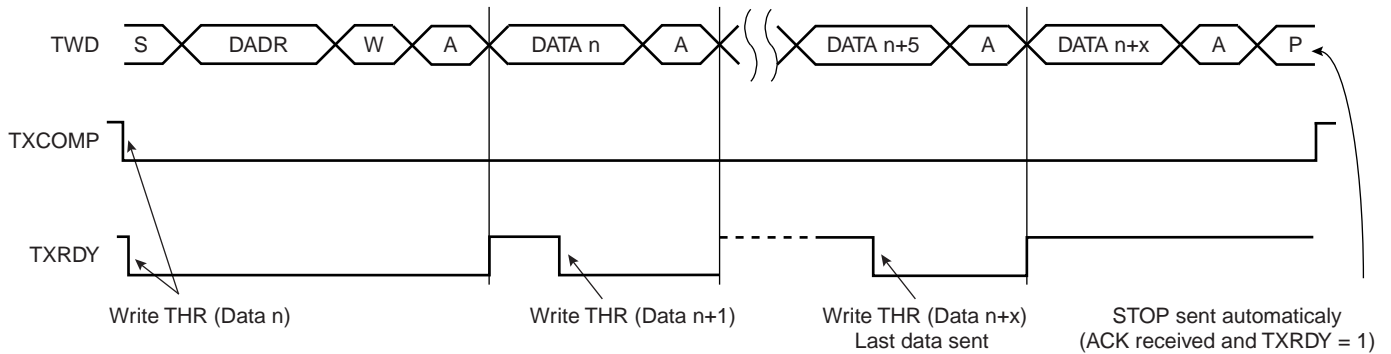 TWD S DADR W A DATA n A DATA n+5 A DATA n+x A P
TXCOMP
TXRDY
Write THR (Data n)
Write THR (Data n+1)
Write THR (Data n+x)
Last data sent
STOP sent automaticaly
(ACK received and TXRDY = 1)